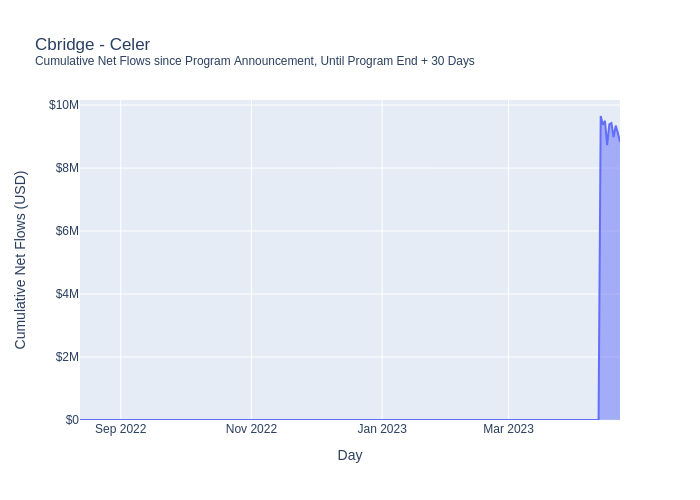 Cbridge - Celer
Cumulative Net Flows since Program Announcement, Until Program End + 30 Days
Cumulative Net Flows (USD)
$10M
$8M
$6M
$4M
$2M
$0
Sep 2022 Nov 2022 Jan 2023 Mar 2023
Day